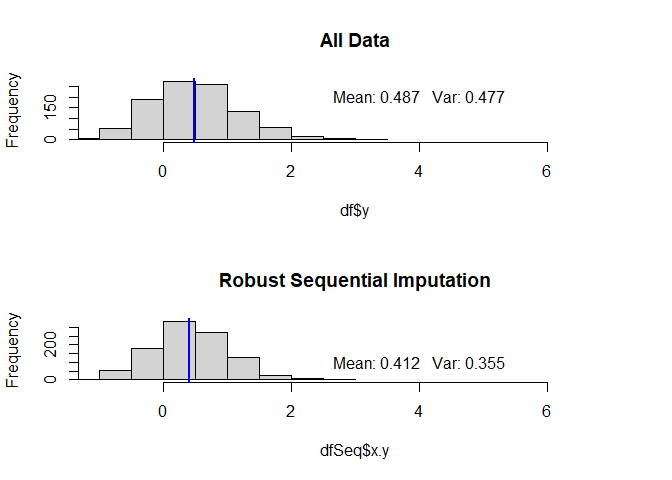 All Data
Frequency
0 150
Mean: 0.487 Var: 0.477
0 2 4 6
df$y
Robust Sequential Imputation
Frequency
0 200
Mean: 0.412 Var: 0.355
0 2 4 6
dfSeq$x.y